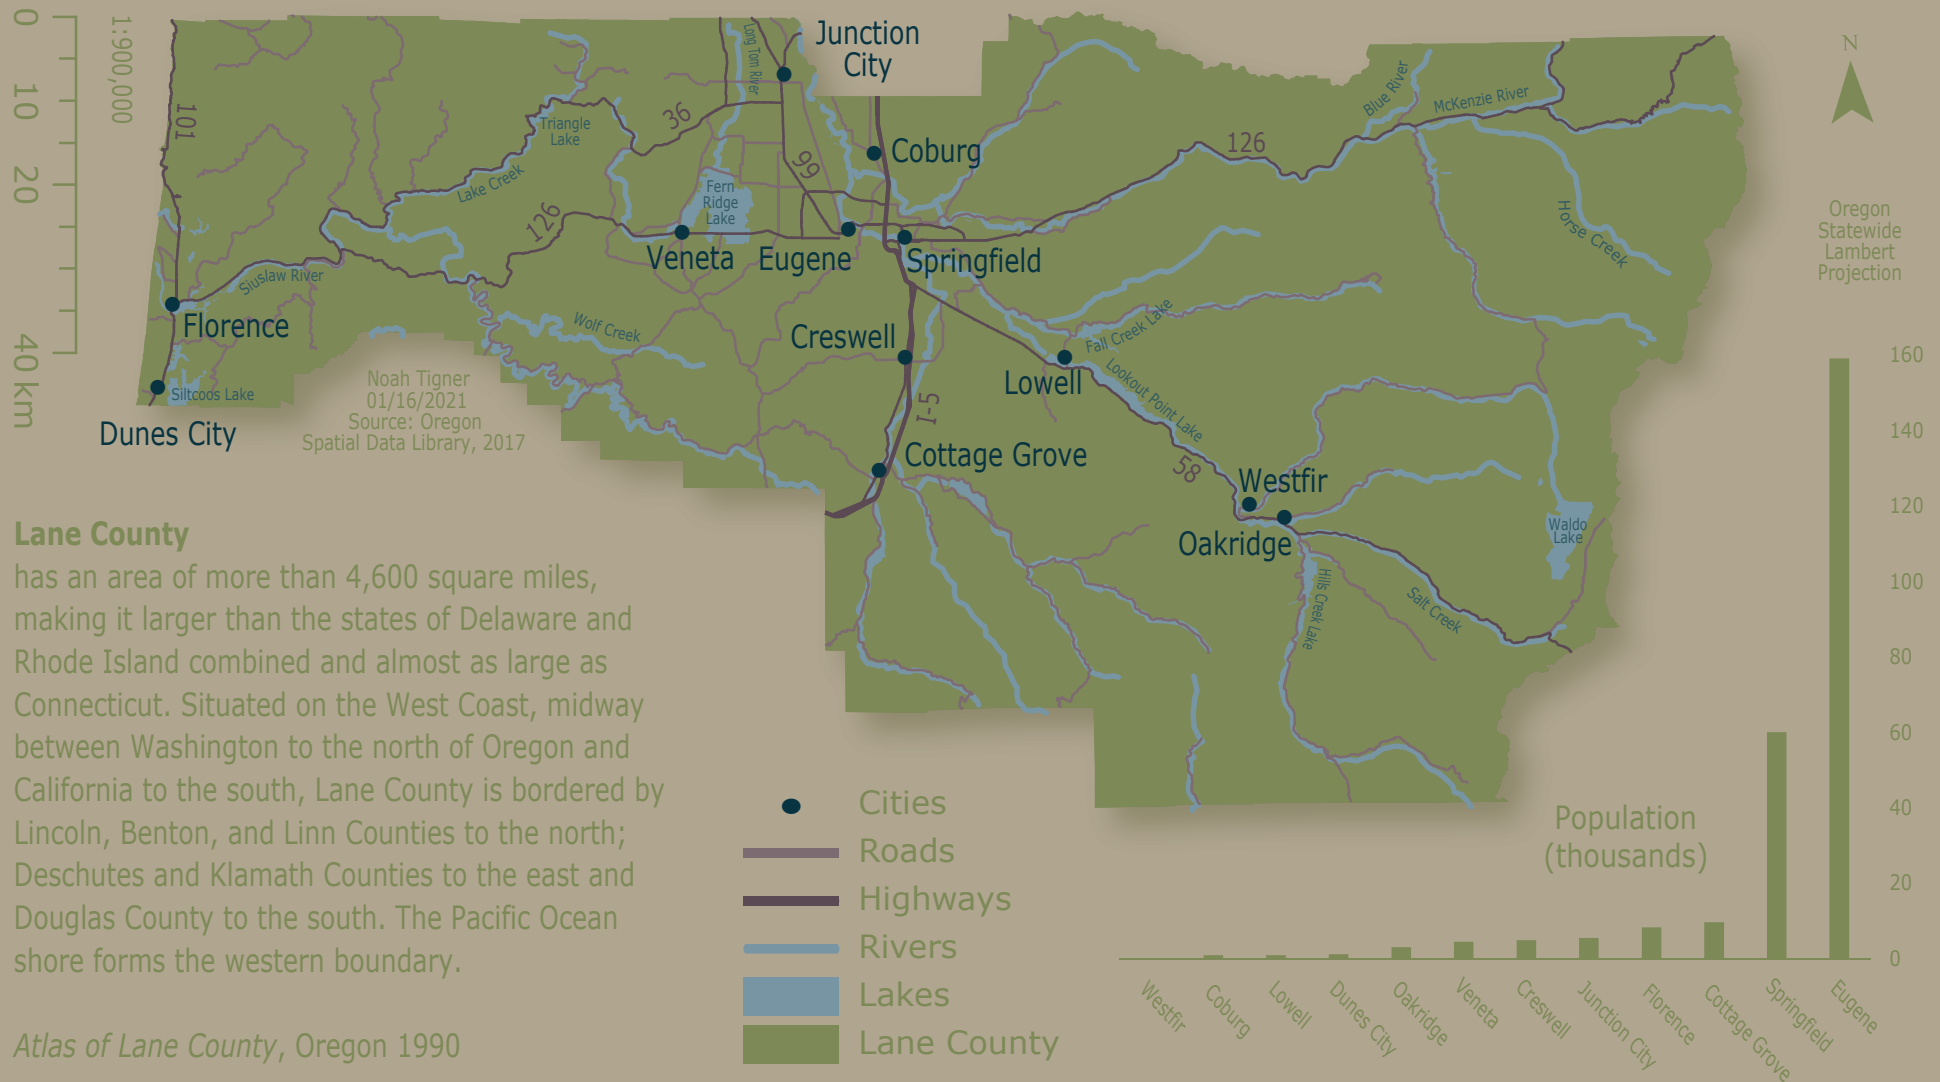 0
10
20
40 km
1:900,000
Junction
City
Long Tom River
101
Triangle
Lake
36
99
Coburg
Lake Creek
Fern
Ridge
Lake
126
126
Blue River
McKenzie River
Horse Creek
N
Oregon
Statewide
Lambert
Projection
Veneta
Eugene
Springfield
Siuslaw River
Florence
Wolf Creek
Creswell
Fall Creek Lake
Lowell
Lookout Point Lake
Siltcoos Lake
Dunes City
Noah Tigner
01/16/2021
Source: Oregon
Spatial Data Library, 2017
I-5
Cottage Grove
58
Westfir
Oakridge
Waldo
Lake
Hills Creek Lake
Salt Creek
Lane County
has an area of more than 4,600 square miles,
making it larger than the states of Delaware and
Rhode Island combined and almost as large as
Connecticut. Situated on the West Coast, midway
between Washington to the north of Oregon and
California to the south, Lane County is bordered by
Lincoln, Benton, and Linn Counties to the north;
Deschutes and Klamath Counties to the east and
Douglas County to the south. The Pacific Ocean
shore forms the western boundary.
Atlas of Lane County, Oregon 1990
Cities
Roads
Highways
Rivers
Lakes
Lane County
Population
(thousands)
160
140
120
100
80
60
40
20
0
Westfir
Coburg
Lowell
Dunes City
Oakridge
Veneta
Creswell
Junction City
Florence
Cottage Grove
Springfield
Eugene